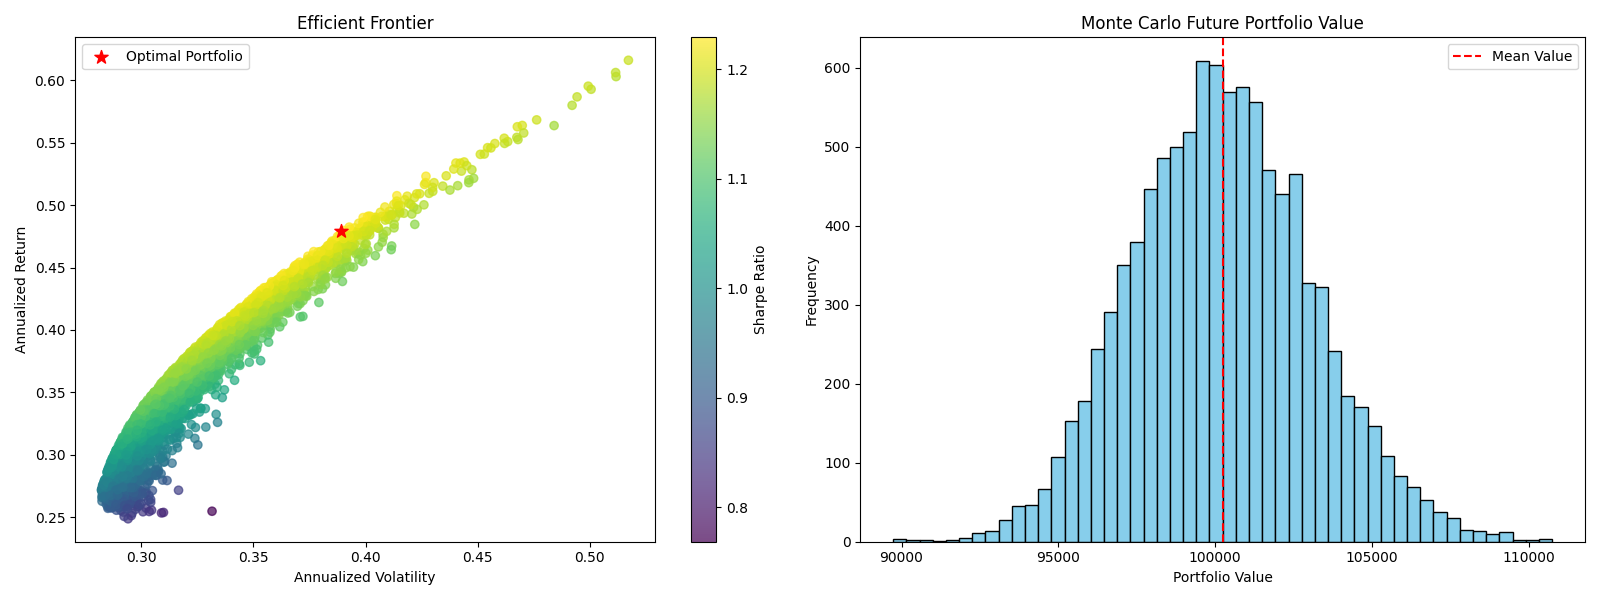 Efficient Frontier
Optimal Portfolio
0.60
0.55
0.50
0.45
0.40
0.35
0.30
0.25
Annualized Return
0.30 0.35 0.40 0.45 0.50
Annualized Volatility
1.2
1.1
1.0
0.9
0.8
Sharpe Ratio
Monte Carlo Future Portfolio Value
Mean Value
600
500
400
300
200
100
0
Frequency
90000 95000 100000 105000 110000
Portfolio Value